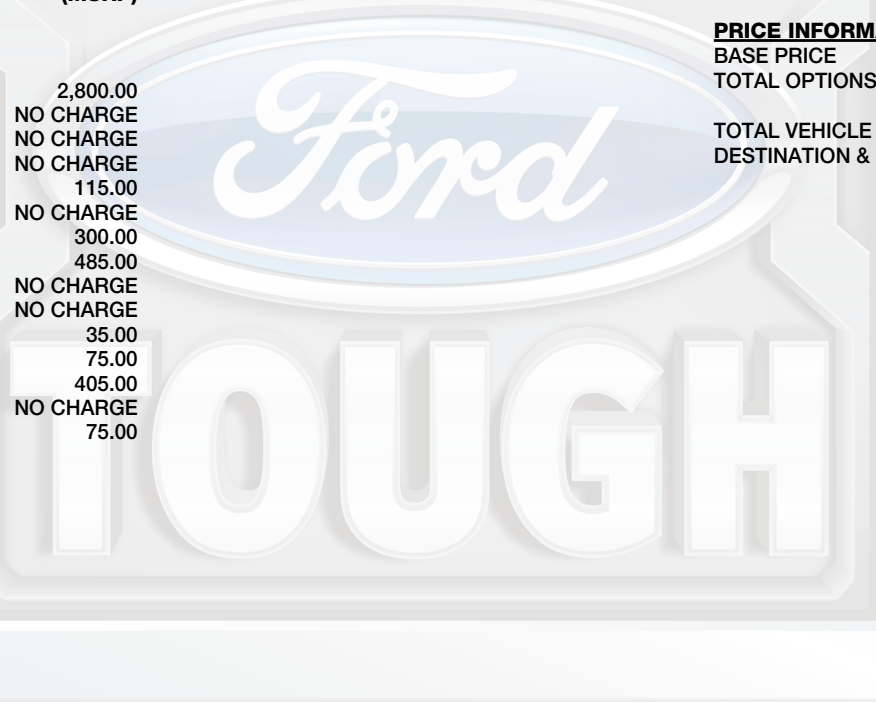 (MSRP)
2,800.00
NO CHARGE
NO CHARGE
NO CHARGE
115.00
NO CHARGE
300.00
485.00
NO CHARGE
NO CHARGE
35.00
75.00
405.00
NO CHARGE
75.00
PRICE INFORM
BASE PRICE
TOTAL OPTIONS
TOTAL VEHICLE
DESTINATION &
Ford
TOUGH